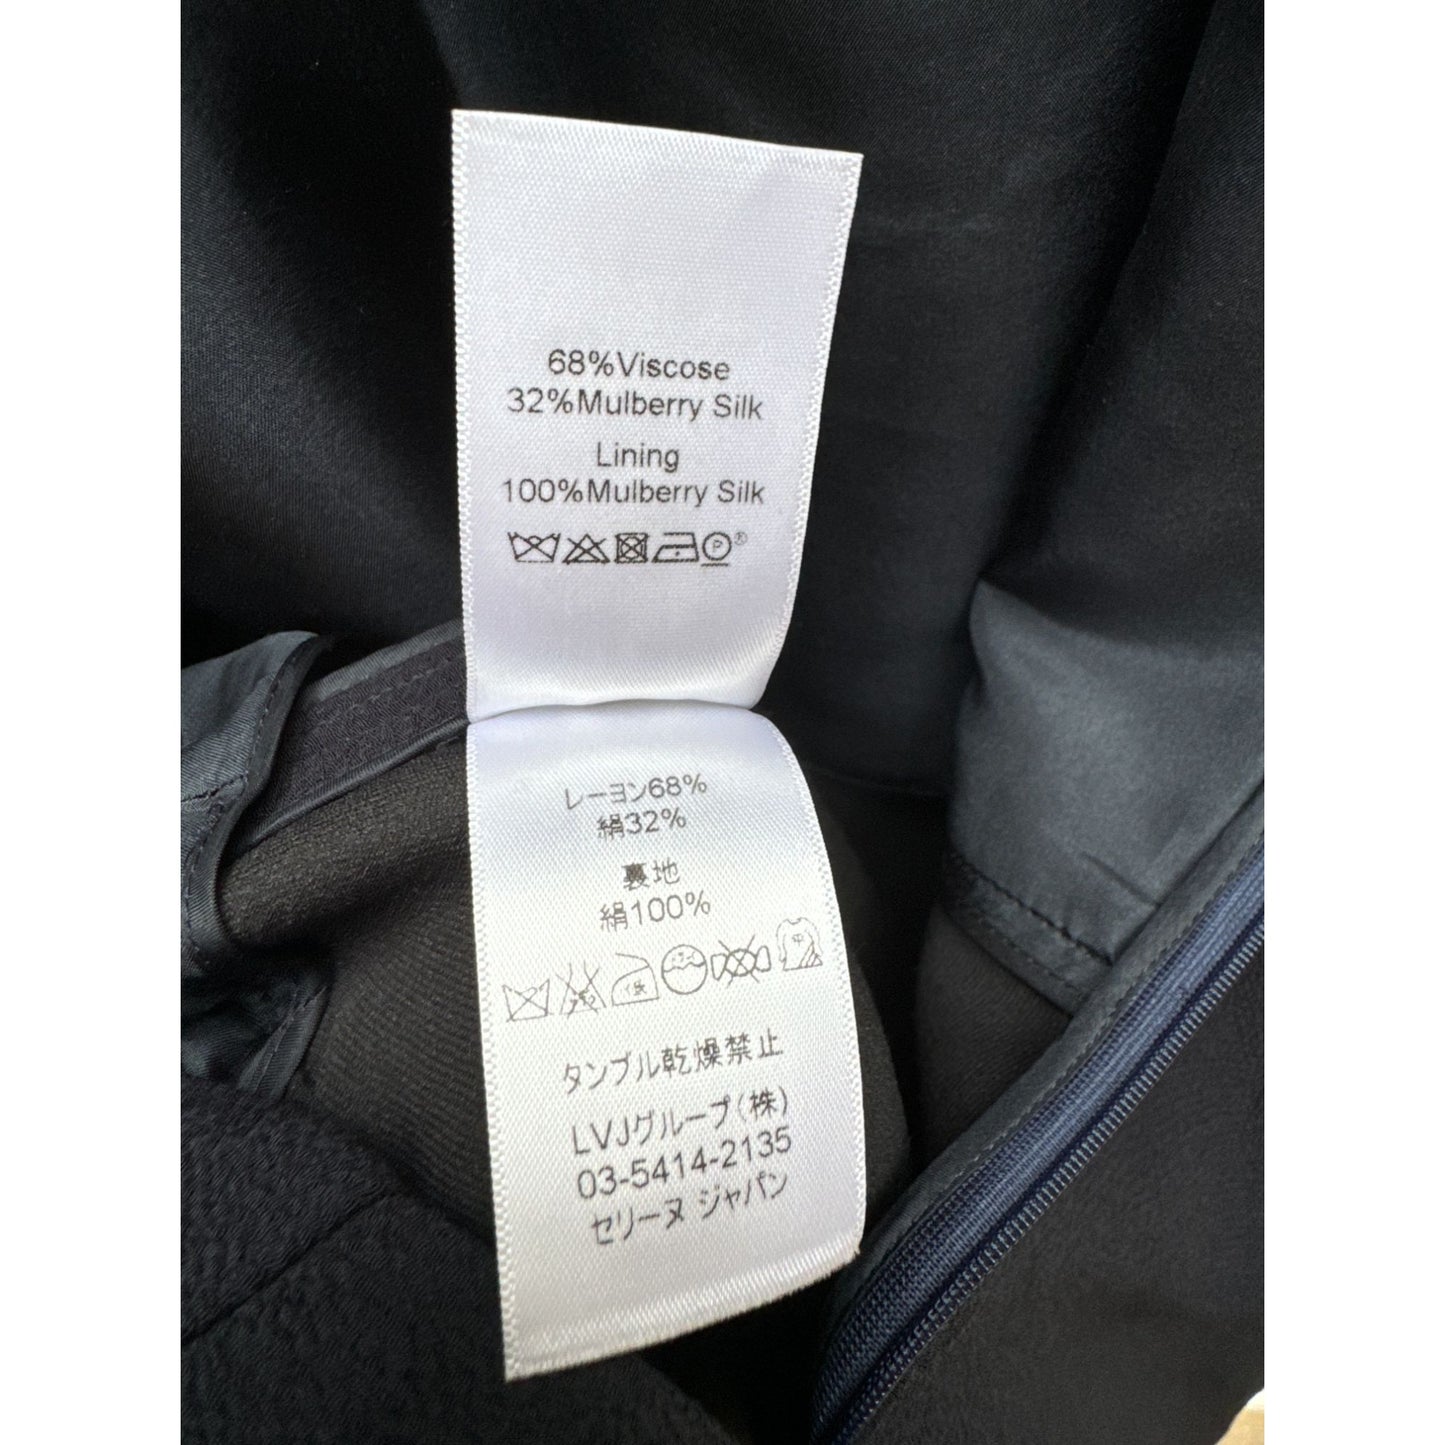 68%Viscose
32%Mulberry Silk
Lining
100%Mulberry Silk
P
®
レーヨン68%
絹32%
裏地
絹100%
低
タンブル乾燥禁止
LVJグループ(株)
03-5414-2135
セリーヌ ジャパン